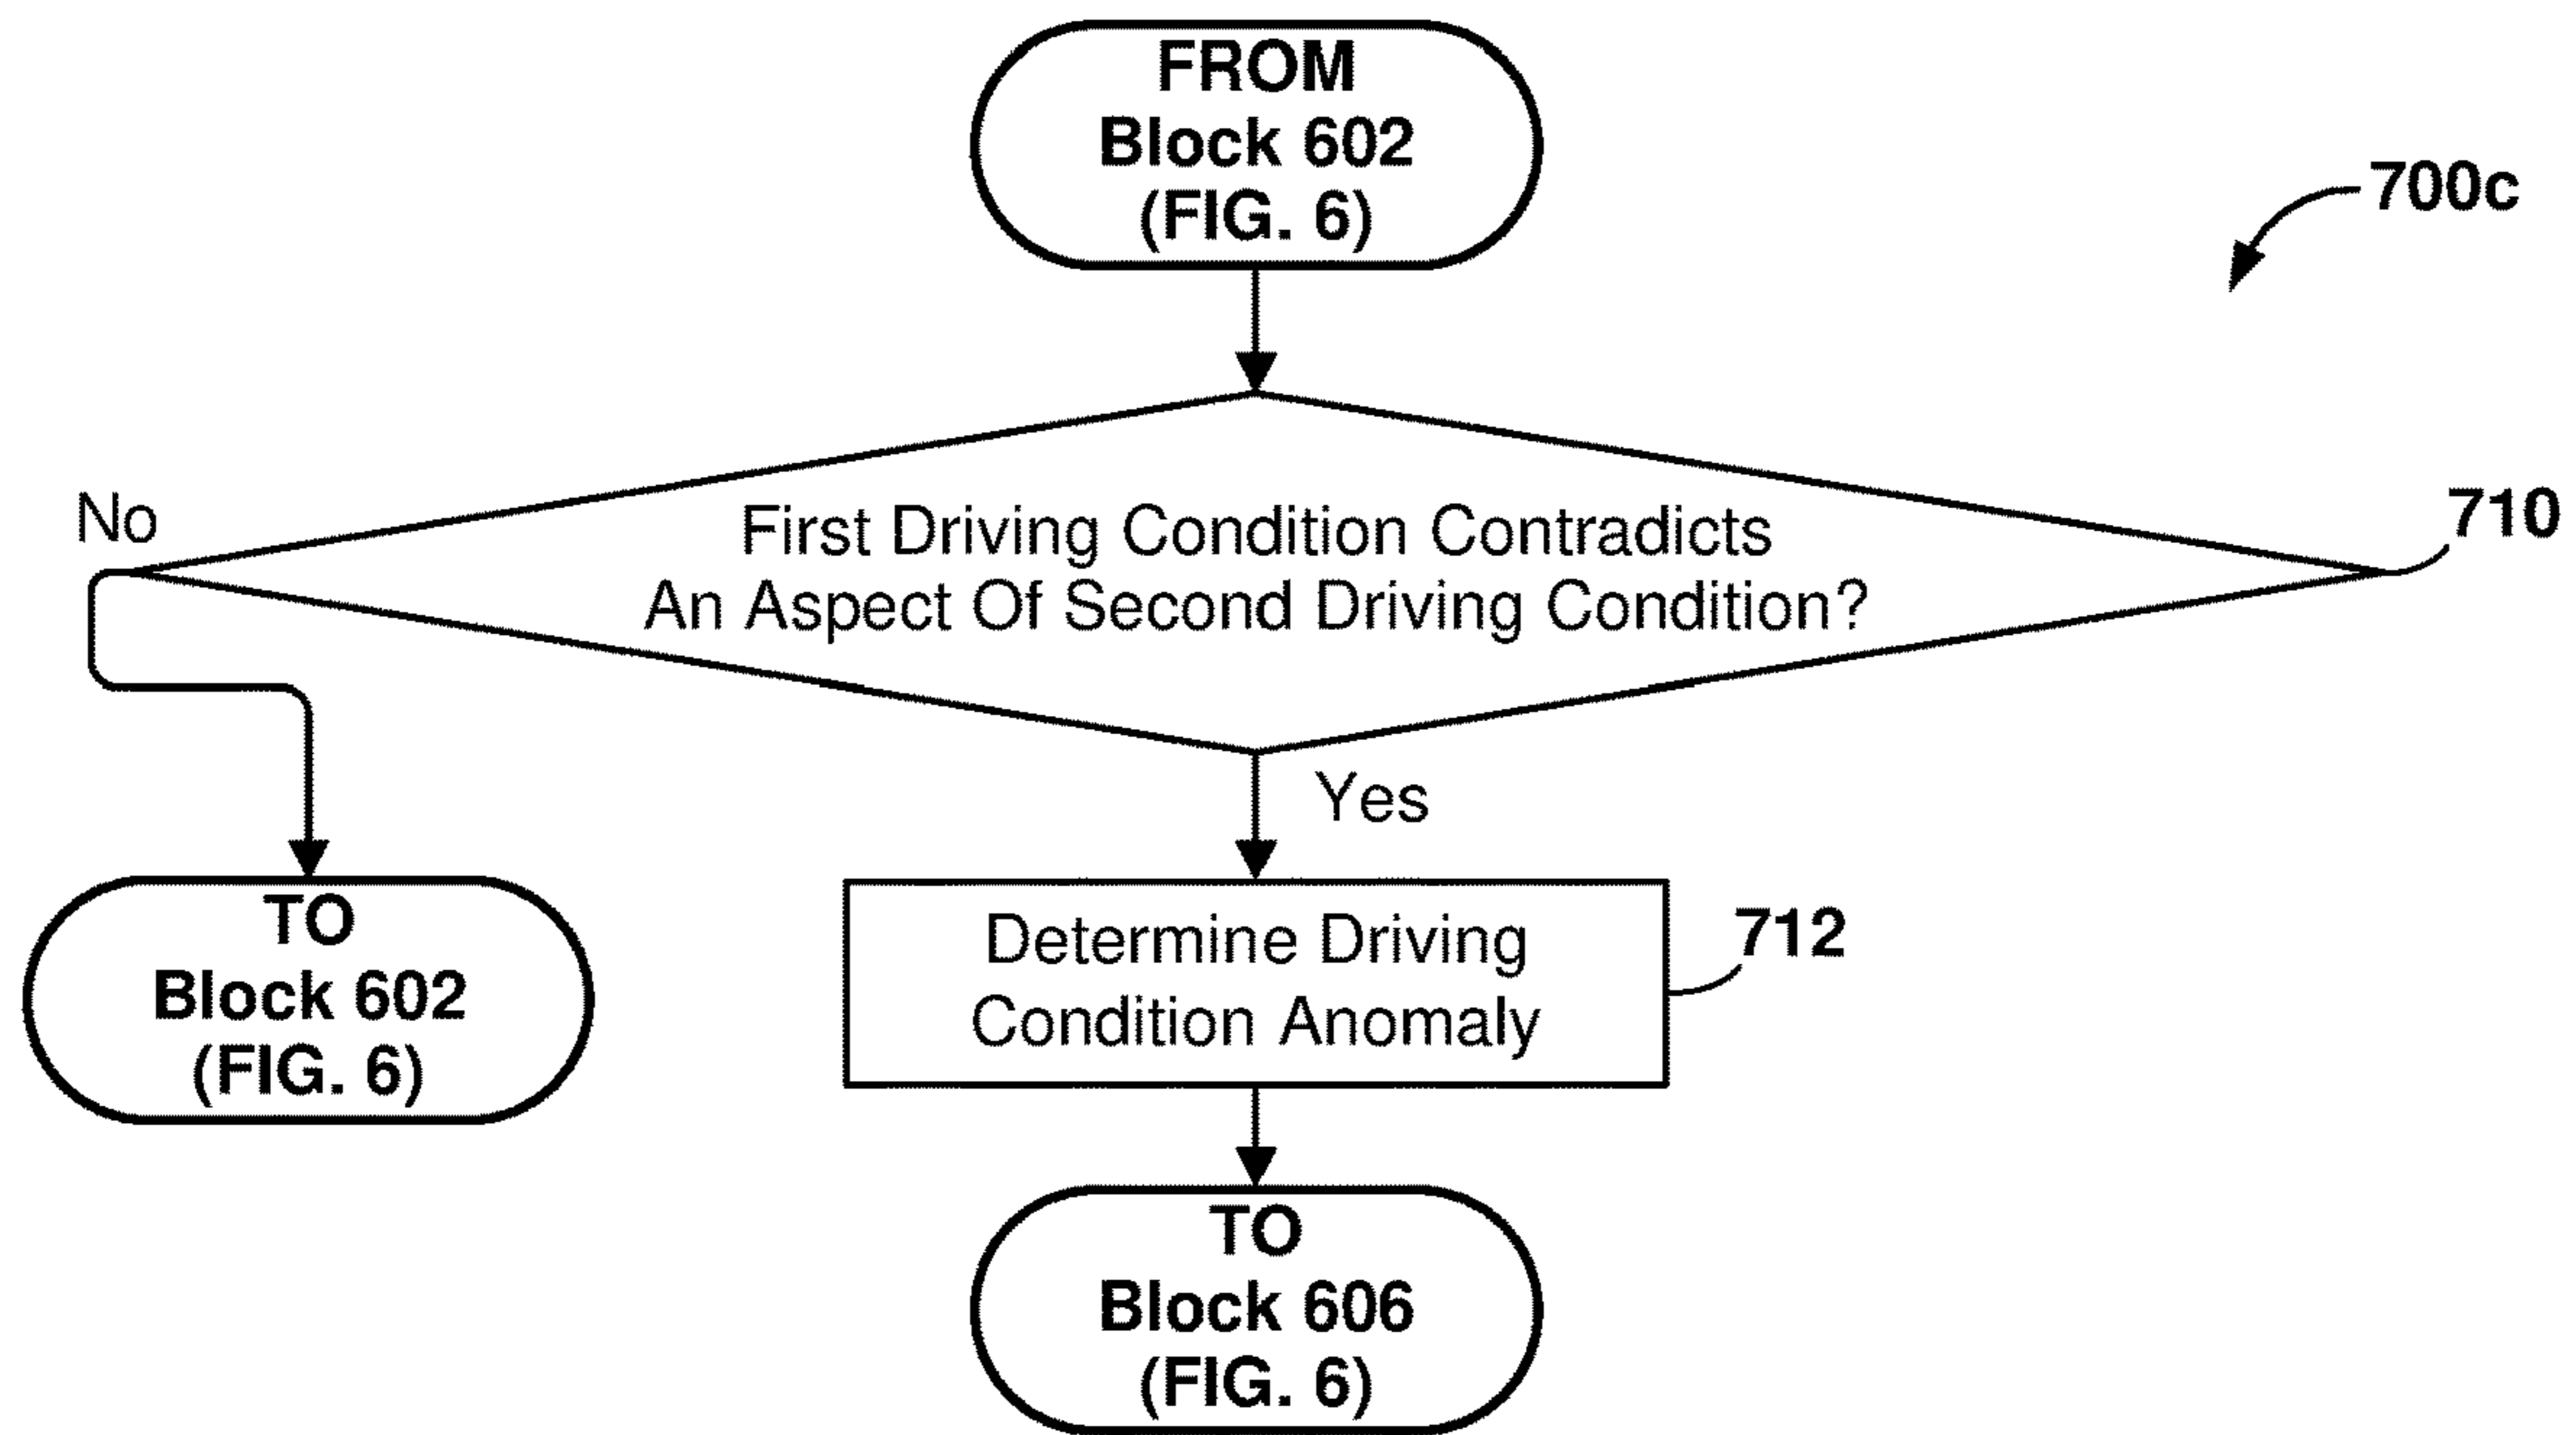 FROM
Block 602
(FIG. 6)
700c
No
First Driving Condition Contradicts
An Aspect Of Second Driving Condition?
710
Yes
TO
Block 602
(FIG. 6)
Determine Driving
Condition Anomaly
712
TO
Block 606
(FIG. 6)